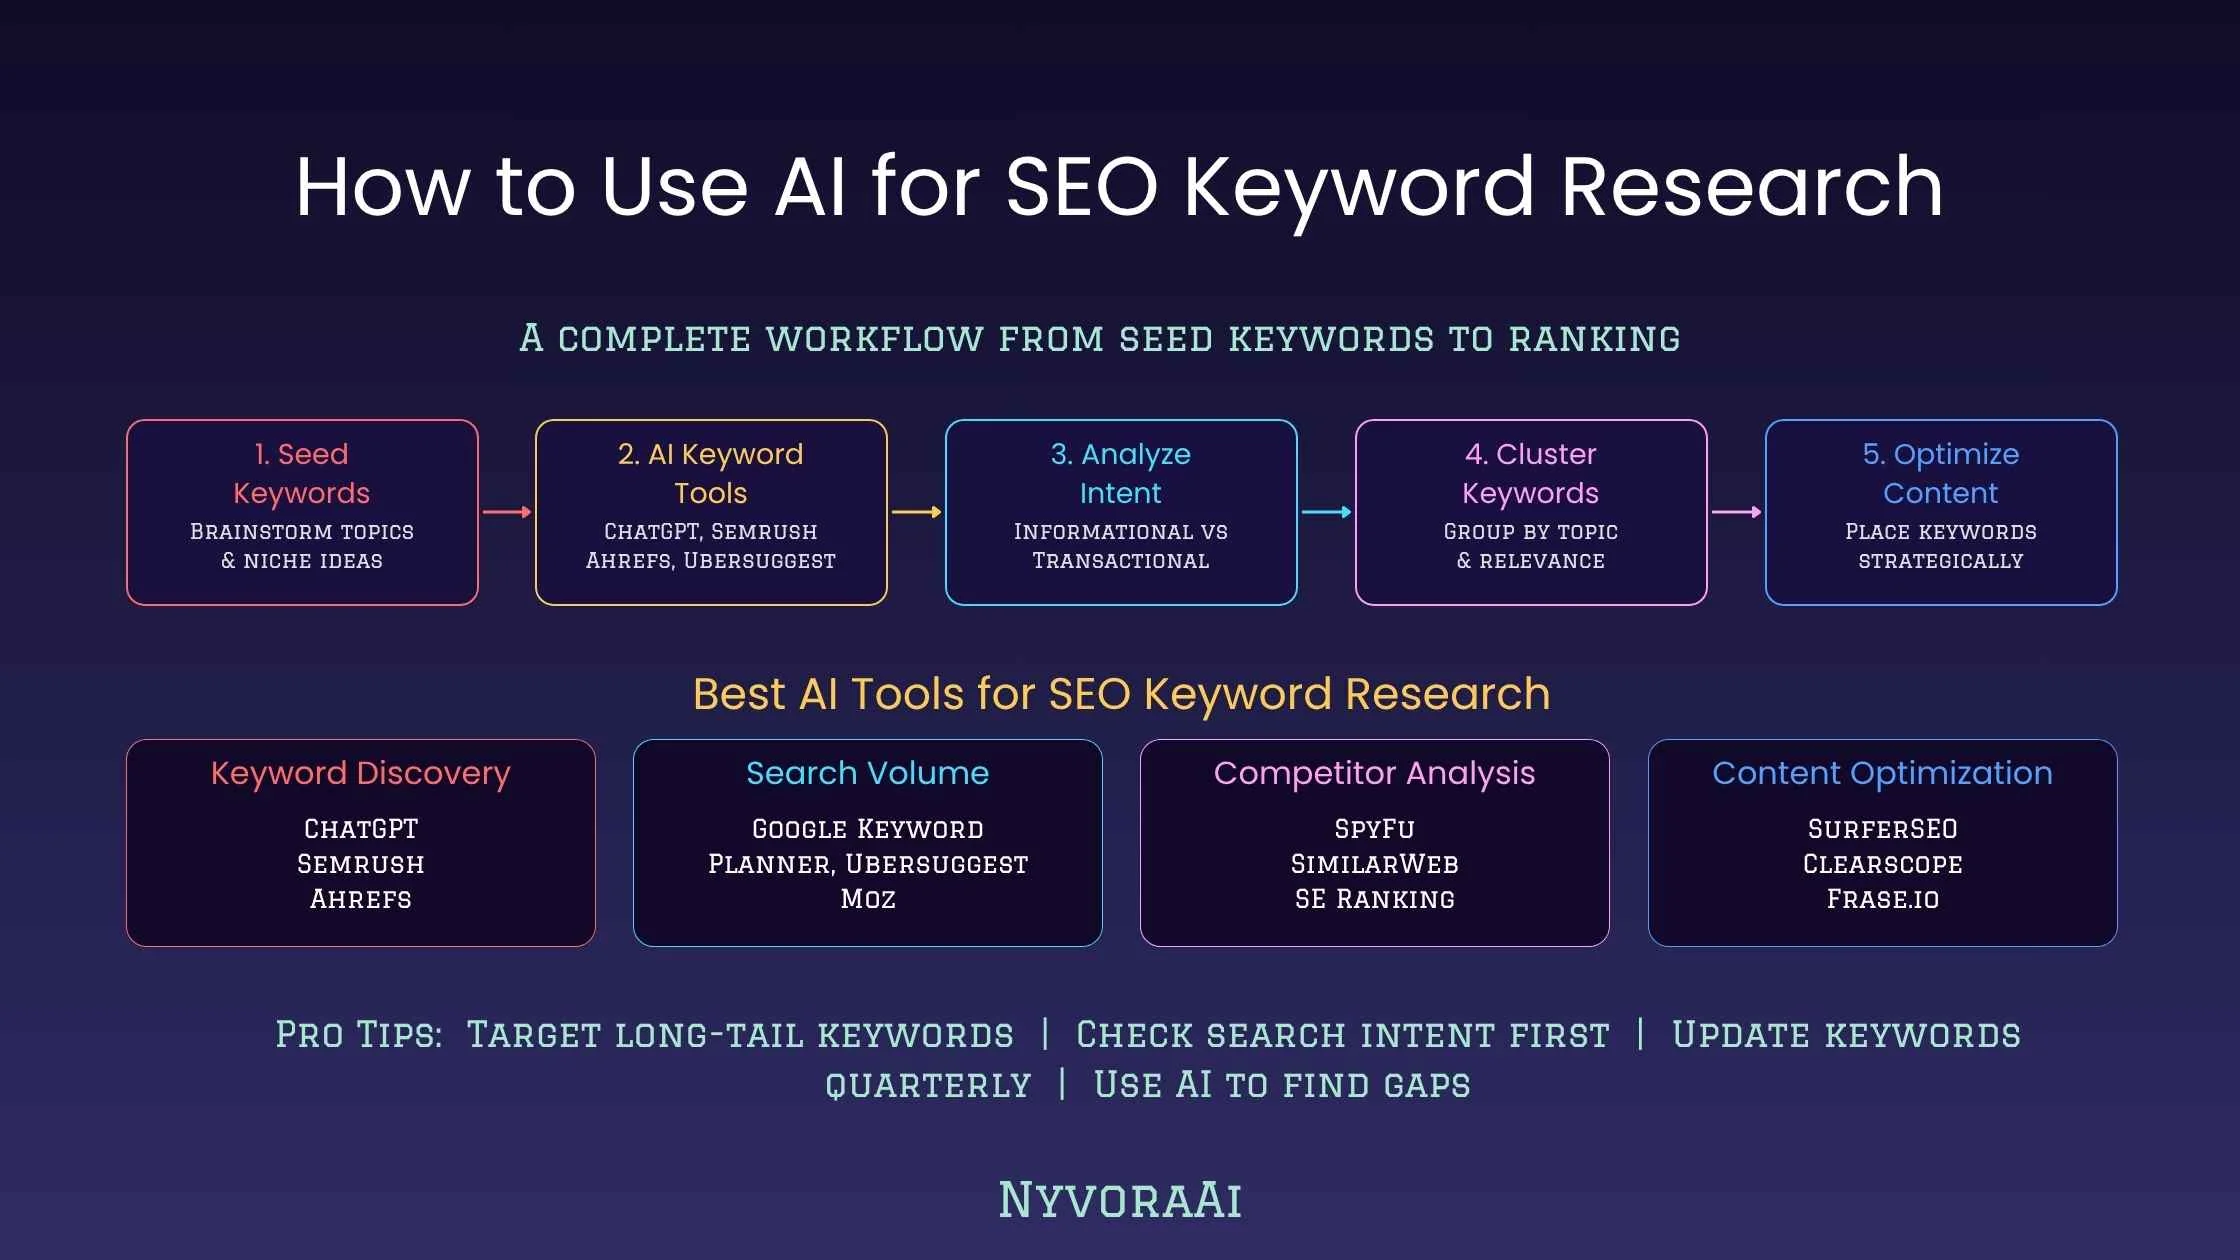 How to Use AI for SEO Keyword Research
A complete workflow from seed keywords to ranking
1. Seed
Keywords
Brainstorm topics
& niche ideas
2. AI Keyword
Tools
ChatGPT, Semrush
Ahrefs, Ubersuggest
3. Analyze
Intent
Informational vs
Transactional
4. Cluster
Keywords
Group by topic
& relevance
5. Optimize
Content
Place keywords
strategically
Best AI Tools for SEO Keyword Research
Keyword Discovery
ChatGPT
Semrush
Ahrefs
Search Volume
Google Keyword
Planner, Ubersuggest
Moz
Competitor Analysis
SpyFu
SimilarWeb
SE Ranking
Content Optimization
SurferSEO
Clearscope
Frase.io
Pro Tips: Target long-tail keywords | Check search intent first | Update keywords
quarterly | Use AI to find gaps
NyvoraAi